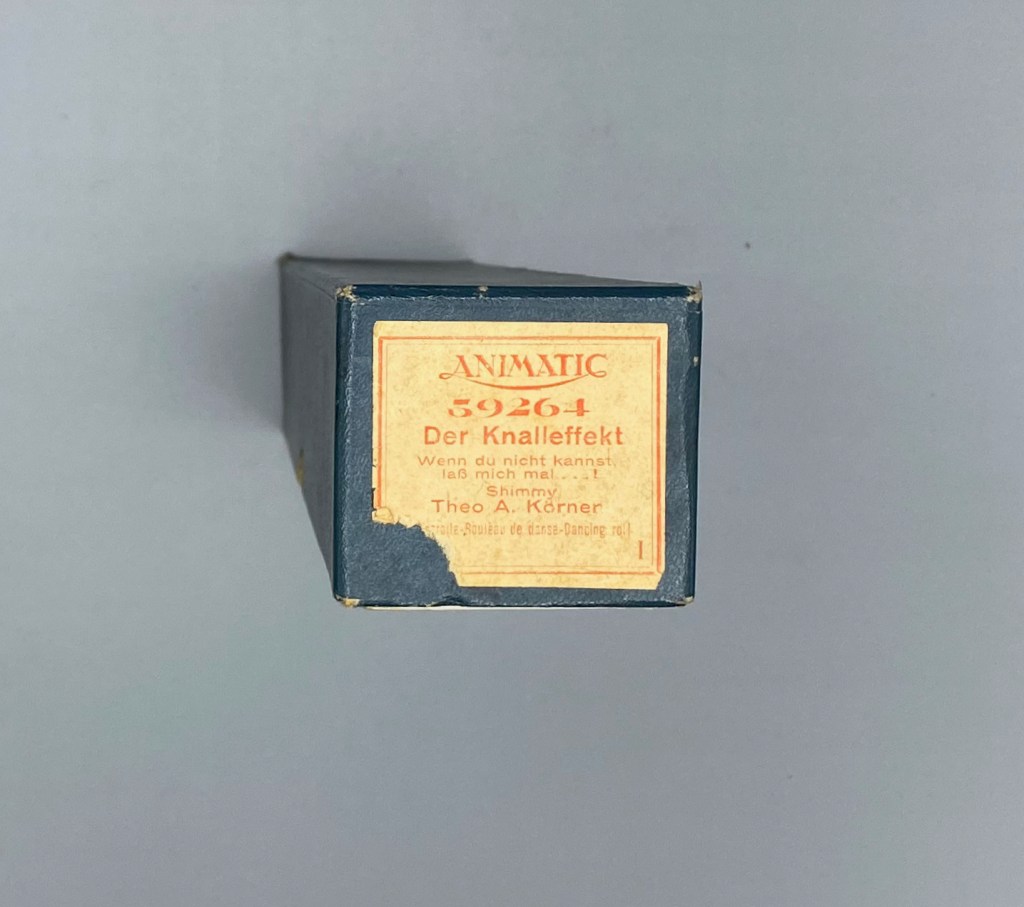 ANIMATIC
59264
Der Knalleffekt
Wenn du nicht kannst,
laß mich mal . . . !
Shimmy
Theo A. Körner
-Rouleau de danse-Dancing roll
I